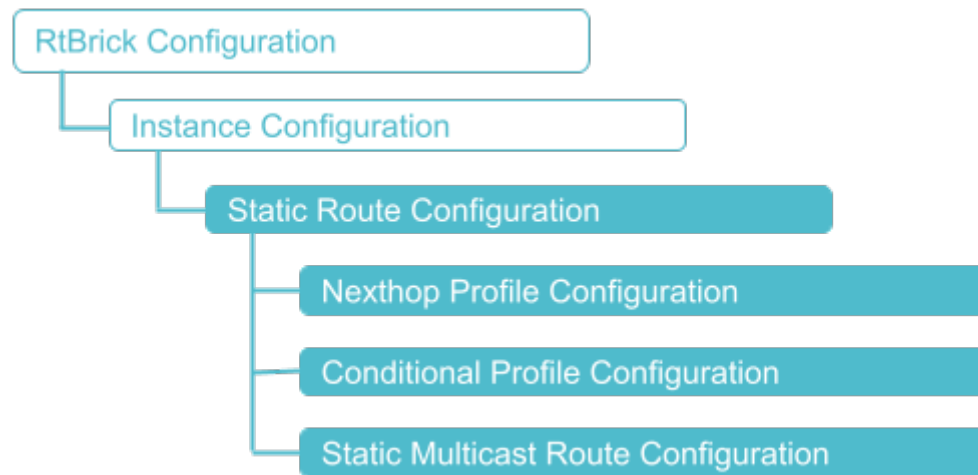 RtBrick Configuration
Instance Configuration
Static Route Configuration
Nexthop Profile Configuration
Conditional Profile Configuration
Static Multicast Route Configuration